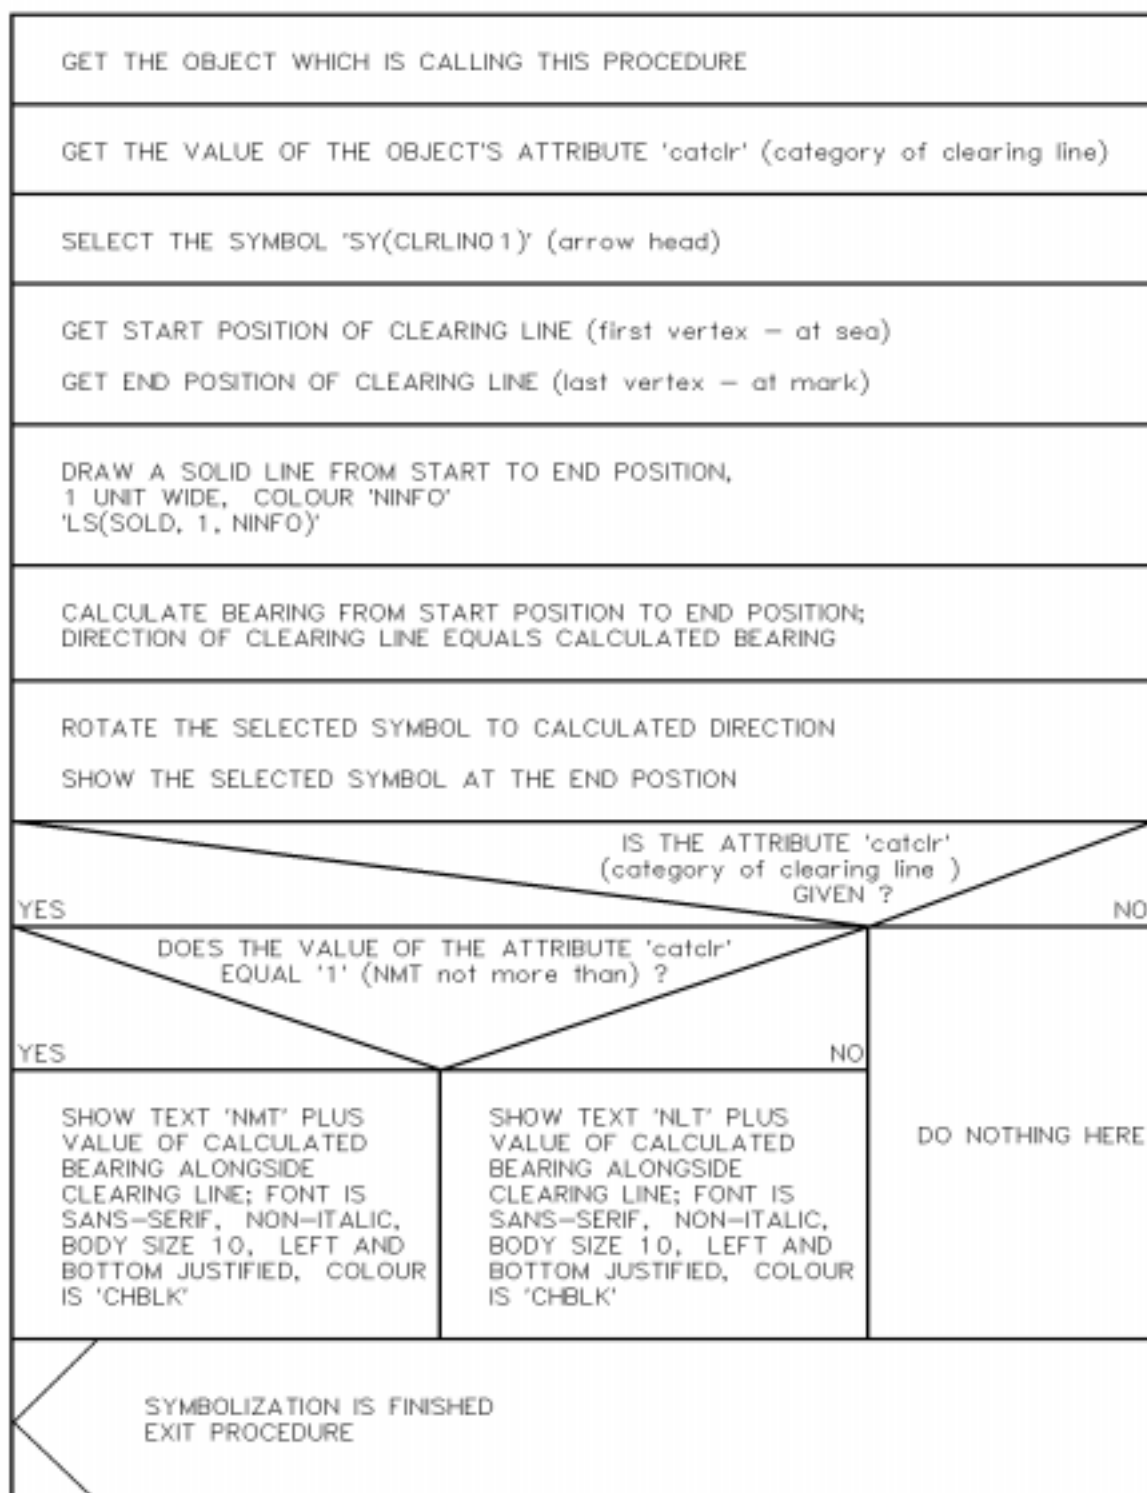 GET THE OBJECT WHICH IS CALLING THIS PROCEDURE
GET THE VALUE OF THE OBJECT'S ATTRIBUTE 'catclr' (category of clearing line)
SELECT THE SYMBOL 'SY(CLRLIN01)' (arrow head)
GET START POSITION OF CLEARING LINE (first vertex – at sea)
GET END POSITION OF CLEARING LINE (last vertex – at mark)
DRAW A SOLID LINE FROM START TO END POSITION,
1 UNIT WIDE, COLOUR 'NINFO'
'LS(SOLD, 1, NINFO)'
CALCULATE BEARING FROM START POSITION TO END POSITION;
DIRECTION OF CLEARING LINE EQUALS CALCULATED BEARING
ROTATE THE SELECTED SYMBOL TO CALCULATED DIRECTION
SHOW THE SELECTED SYMBOL AT THE END POSTION
IS THE ATTRIBUTE 'catclr'
(category of clearing line )
GIVEN ?
YES
NO
DOES THE VALUE OF THE ATTRIBUTE 'catclr'
EQUAL '1' (NMT not more than) ?
YES
NO
SHOW TEXT 'NMT' PLUS
VALUE OF CALCULATED
BEARING ALONGSIDE
CLEARING LINE; FONT IS
SANS–SERIF, NON–ITALIC,
BODY SIZE 10, LEFT AND
BOTTOM JUSTIFIED, COLOUR
IS 'CHBLK'
SHOW TEXT 'NLT' PLUS
VALUE OF CALCULATED
BEARING ALONGSIDE
CLEARING LINE; FONT IS
SANS–SERIF, NON–ITALIC,
BODY SIZE 10, LEFT AND
BOTTOM JUSTIFIED, COLOUR
IS 'CHBLK'
DO NOTHING HERE
SYMBOLIZATION IS FINISHED
EXIT PROCEDURE